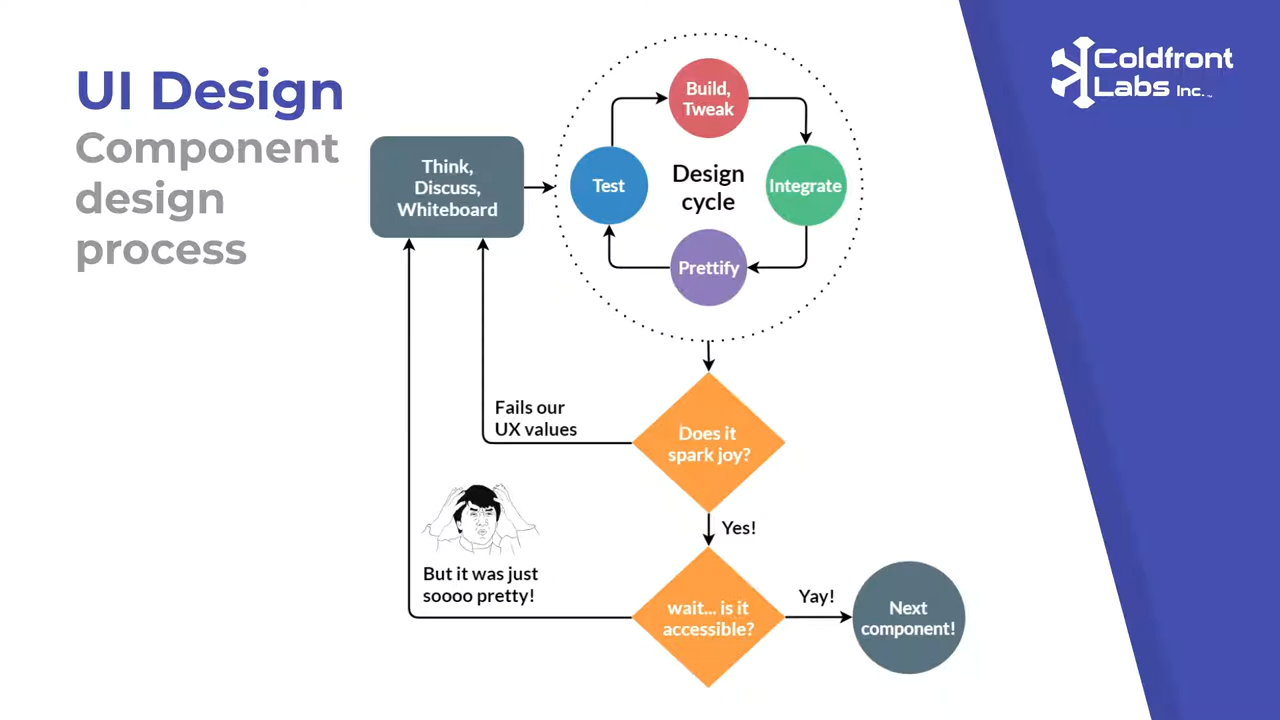 UI Design
Component
design
process
Coldfront
Labs Inc.™
Think,
Discuss,
Whiteboard
Build,
Tweak
Test
Design
cycle
Integrate
Prettify
Does it
spark joy?
Fails our
UX values
Yes!
wait... is it
accessible?
But it was just
soooo pretty!
Yay!
Next
component!